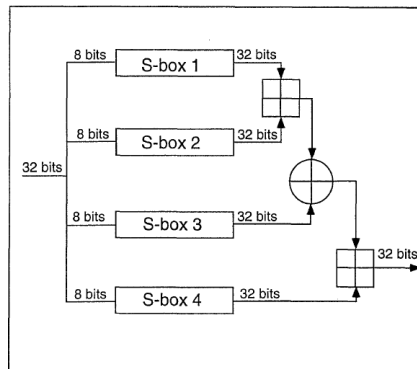 8 bits S-box 1 32 bits
8 bits S-box 2 32 bits
32 bits
8 bits S-box 3 32 bits
32 bits
8 bits S-box 4 32 bits